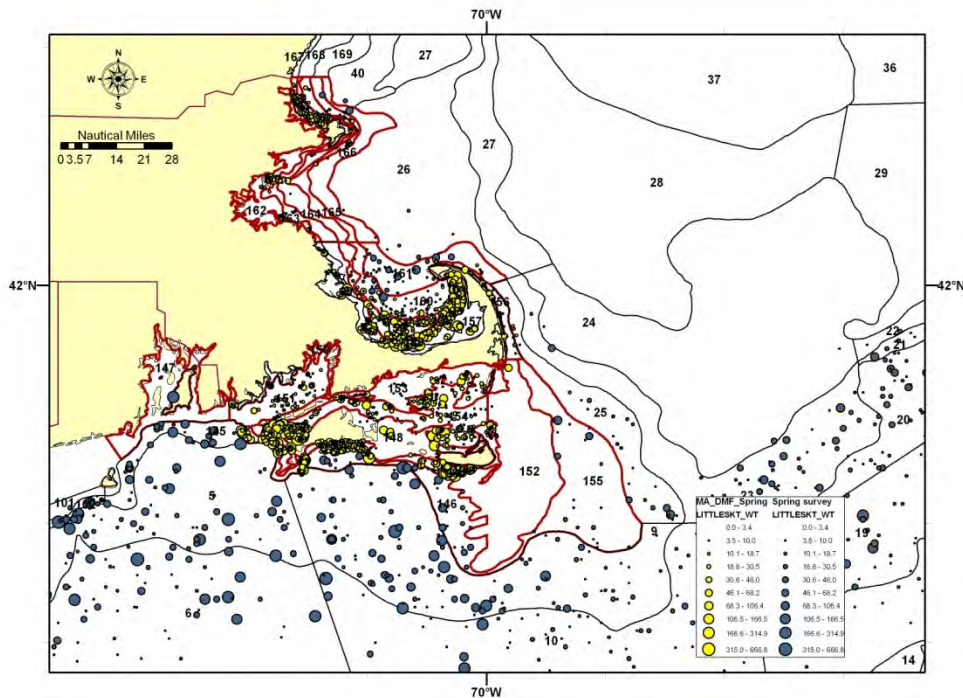 70°W
167 168 169
27
40
37
36
N
W E
S
Nautical Miles
0 3.5 7 14 21 28
166
26
27
28
29
162
163 164 165
161
42°N
42°N
160
156
157
24
22
21
147
153
151
154
148
25
20
152
155
23
5
146
9
19
6
10
14
MA_DMF_Spring Spring survey
LITTLESKT_WT LITTLESKT_WT
0.0 - 3.4 0.0 - 3.4
3.5 - 10.0 3.5 - 10.0
10.1 - 18.7 10.1 - 18.7
18.8 - 30.5 18.8 - 30.5
30.6 - 46.0 30.6 - 46.0
46.1 - 68.2 46.1 - 68.2
68.3 - 106.4 68.3 - 106.4
106.5 - 166.5 106.5 - 166.5
166.6 - 314.9 166.6 - 314.9
315.0 - 666.8 315.0 - 666.8
70°W